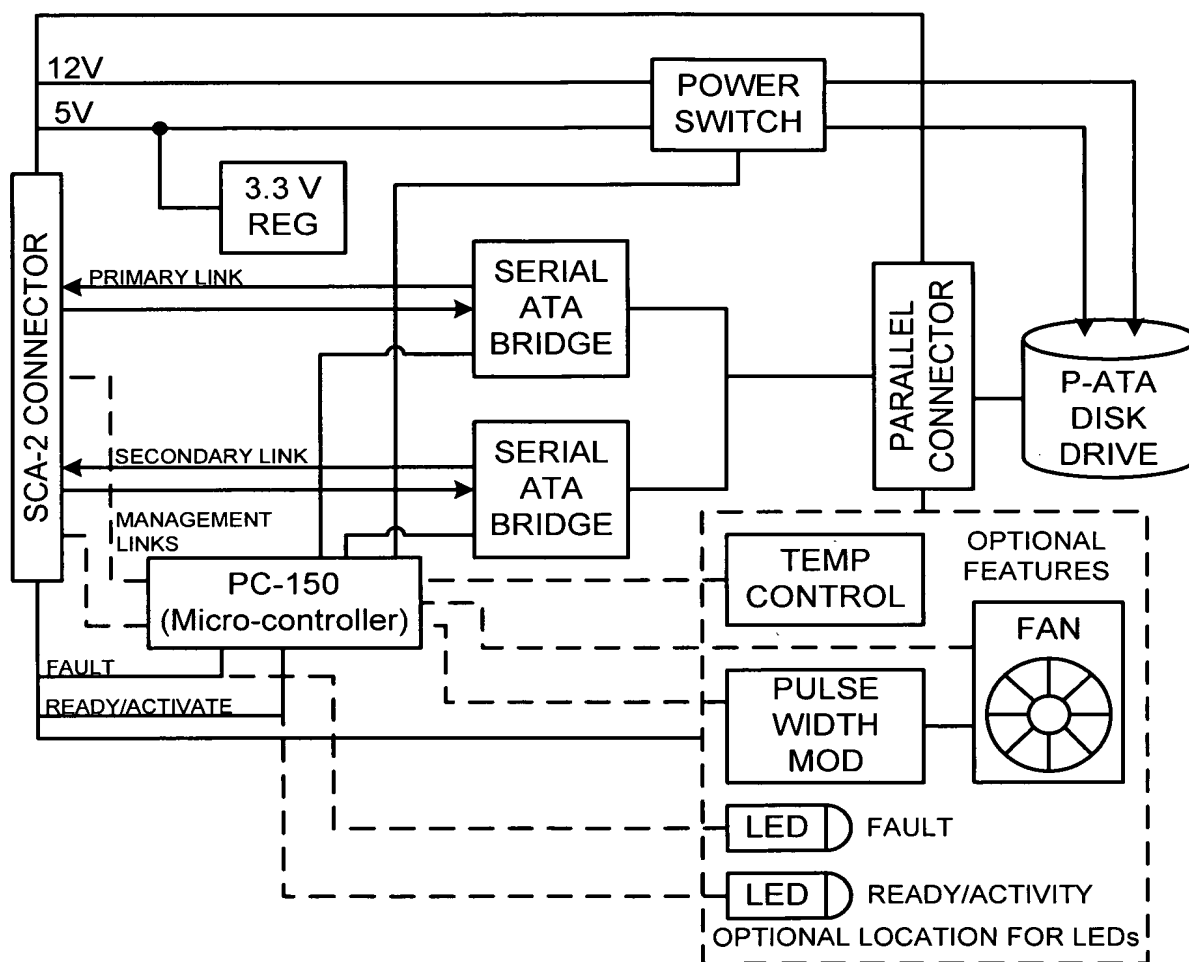 12V
5V
POWER
SWITCH
3.3 V
REG
SCA-2 CONNECTOR
PRIMARY LINK
SERIAL
ATA
BRIDGE
PARALLEL
CONNECTOR
P-ATA
DISK
DRIVE
SECONDARY LINK
SERIAL
ATA
BRIDGE
MANAGEMENT
LINKS
PC-150
(Micro-controller)
TEMP
CONTROL
OPTIONAL
FEATURES
FAN
FAULT
READY/ACTIVATE
PULSE
WIDTH
MOD
LED
FAULT
LED
READY/ACTIVITY
OPTIONAL LOCATION FOR LEDs